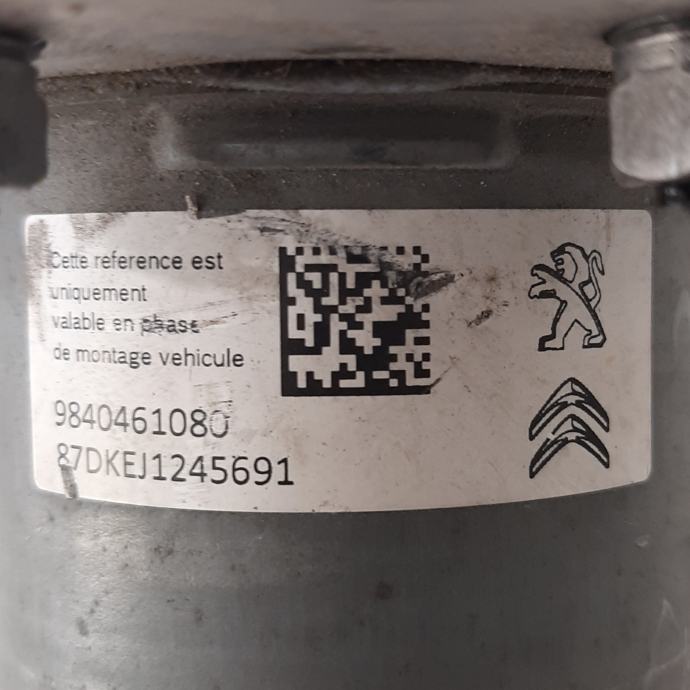 Cette reference est
uniquement
valable en phase
de montage vehicule
9840461080
87DKEJ1245691